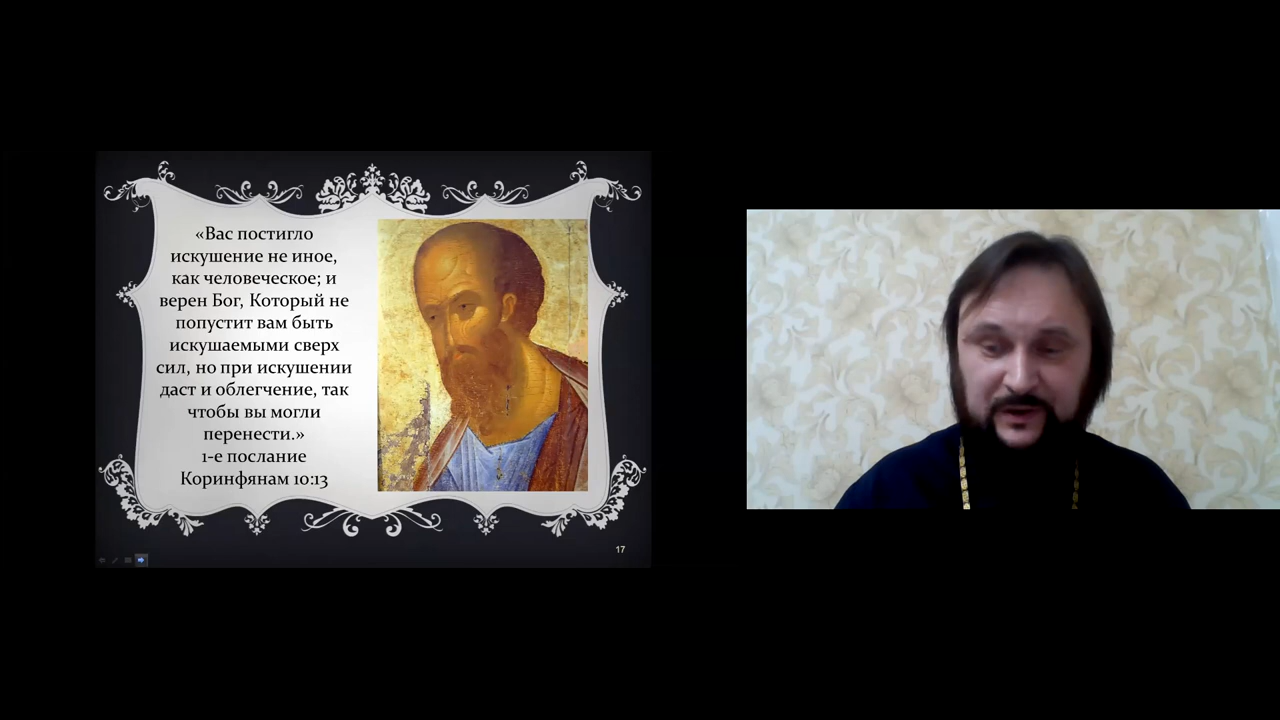 «Вас постигло
искушение не иное,
как человеческое; и
верен Бог, Который не
попустит вам быть
искушаемыми сверх
сил, но при искушении
даст и облегчение, так
чтобы вы могли
перенести.»
1-е послание
Коринфянам 10:13
17